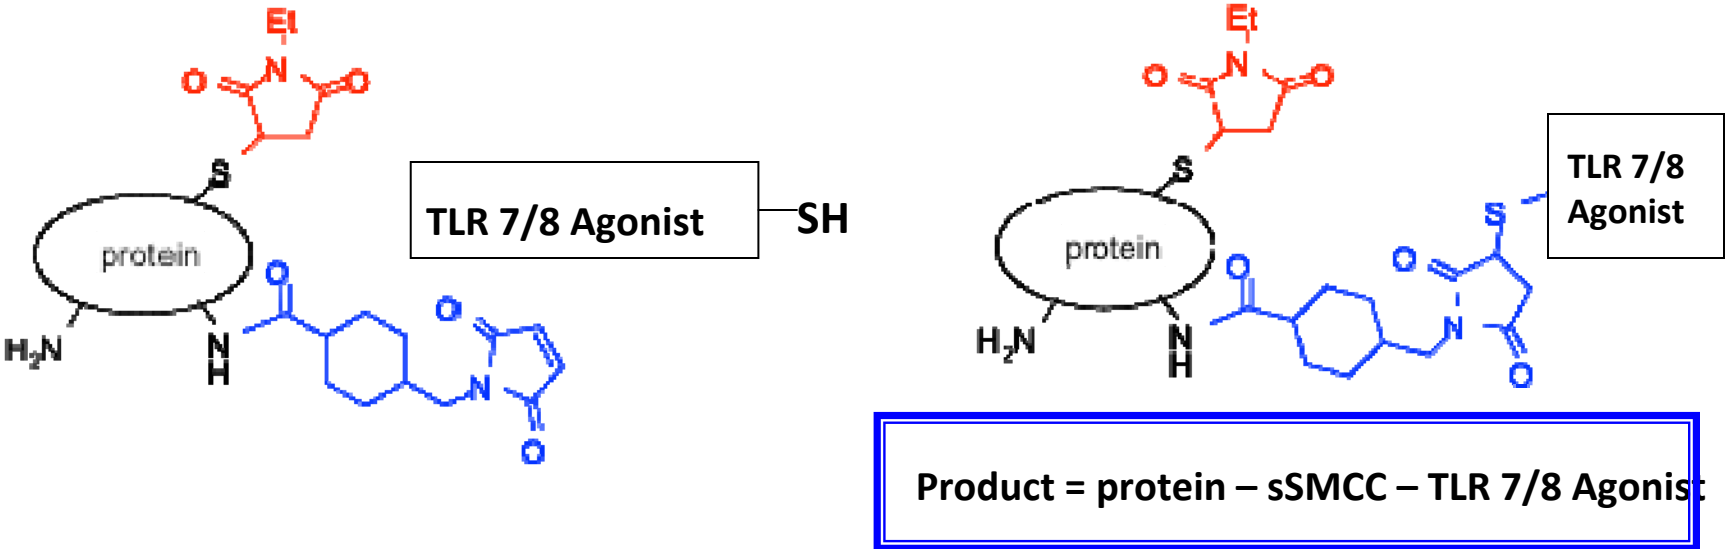 Et
N
O
O
S
protein
H₂N
N
H
O
O
N
O
TLR 7/8 Agonist
SH
Et
N
O
O
S
protein
H₂N
N
H
O
O
N
O
S
TLR 7/8
Agonist
Product = protein – sSMCC – TLR 7/8 Agonist